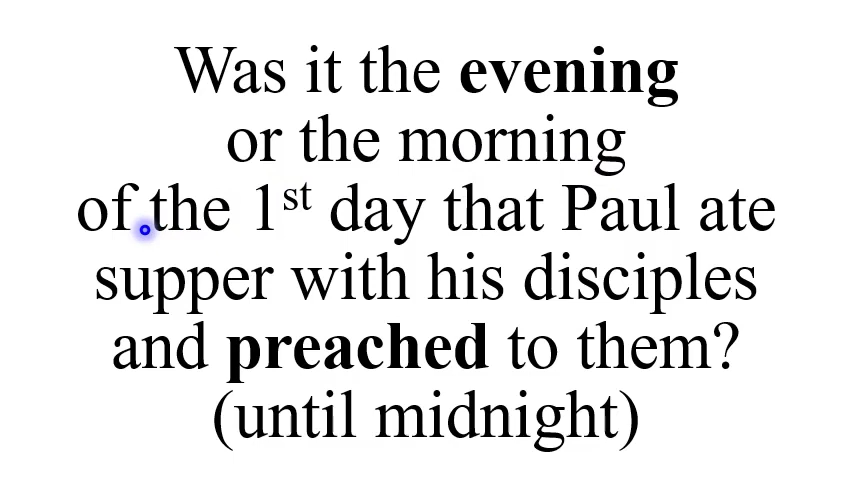 Was it the evening
or the morning
of the 1st day that Paul ate
supper with his disciples
and preached to them?
(until midnight)